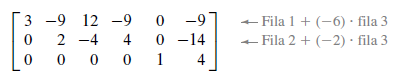 3 −9 12 −9 0 −9 ← Fila 1 + (−6) · fila 3
0 2 −4 4 0 −14 ← Fila 2 + (−2) · fila 3
0 0 0 0 1 4